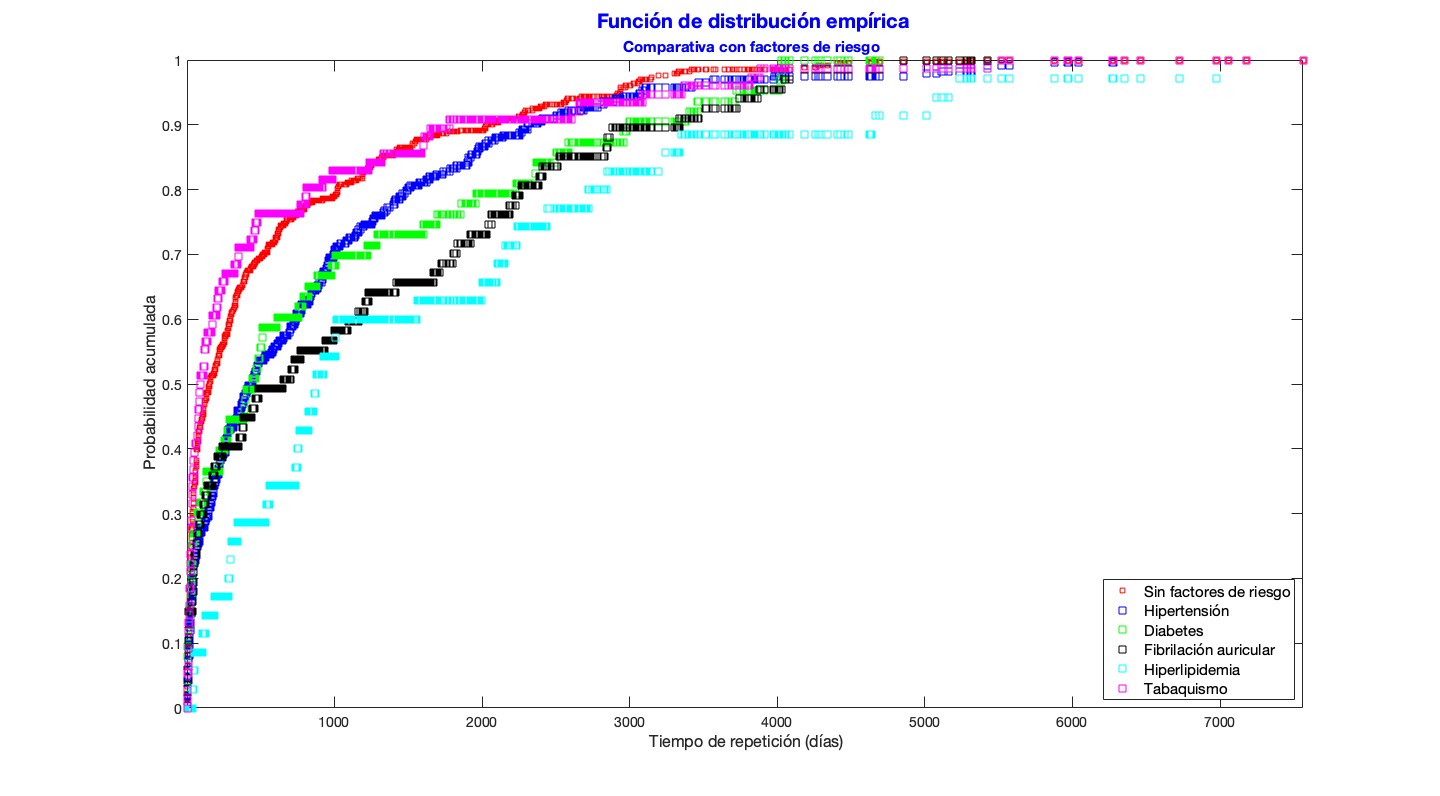 Función de distribución empírica
Comparativa con factores de riesgo
Probabilidad acumulada
1
0.9
0.8
0.7
0.6
0.5
0.4
0.3
0.2
0.1
0
1000 2000 3000 4000 5000 6000 7000
Tiempo de repetición (días)
Sin factores de riesgo
Hipertensión
Diabetes
Fibrilación auricular
Hiperlipidemia
Tabaquismo